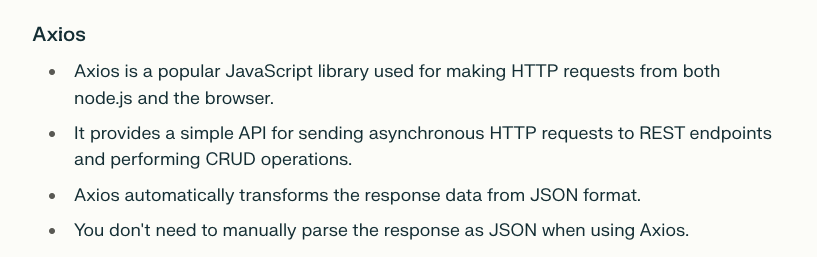 Axios
• Axios is a popular JavaScript library used for making HTTP requests from both
node.js and the browser.
• It provides a simple API for sending asynchronous HTTP requests to REST endpoints
and performing CRUD operations.
• Axios automatically transforms the response data from JSON format.
• You don't need to manually parse the response as JSON when using Axios.